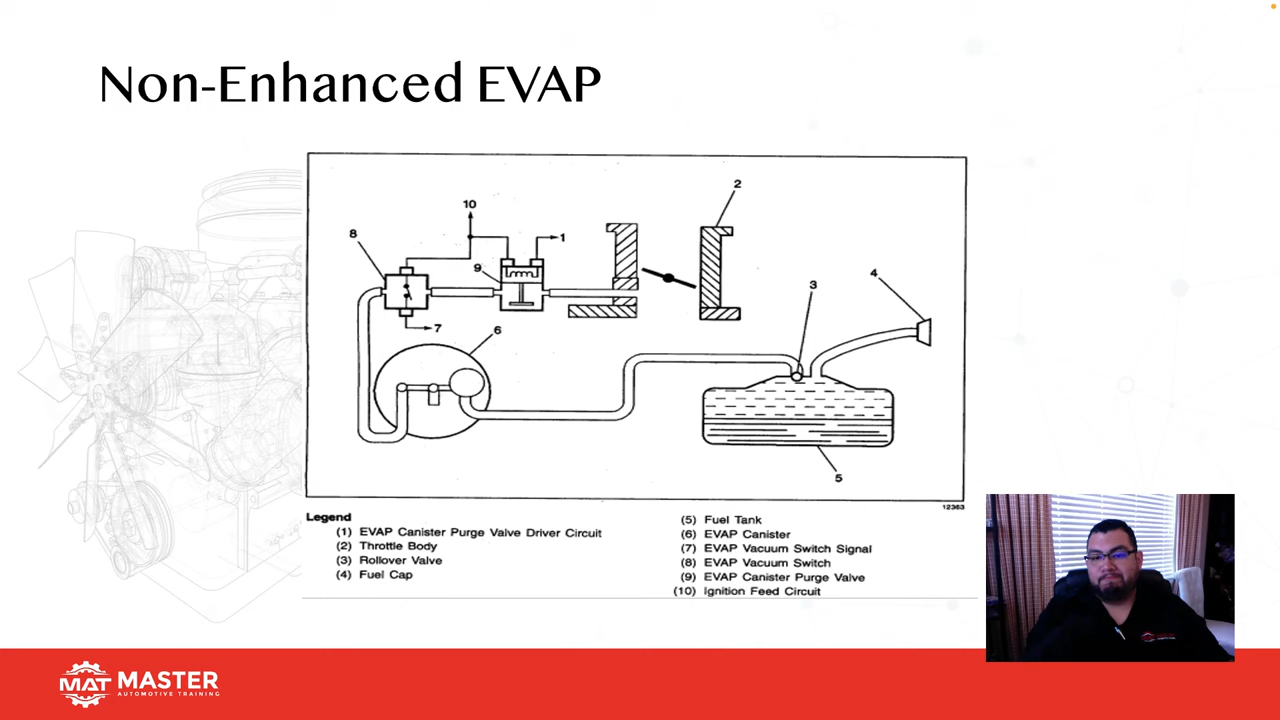 Non-Enhanced EVAP
2
10
8
1
9
3
4
7
6
5
12363
Legend
(1) EVAP Canister Purge Valve Driver Circuit
(2) Throttle Body
(3) Rollover Valve
(4) Fuel Cap
(5) Fuel Tank
(6) EVAP Canister
(7) EVAP Vacuum Switch Signal
(8) EVAP Vacuum Switch
(9) EVAP Canister Purge Valve
(10) Ignition Feed Circuit
MAT MASTER
AUTOMOTIVE TRAINING